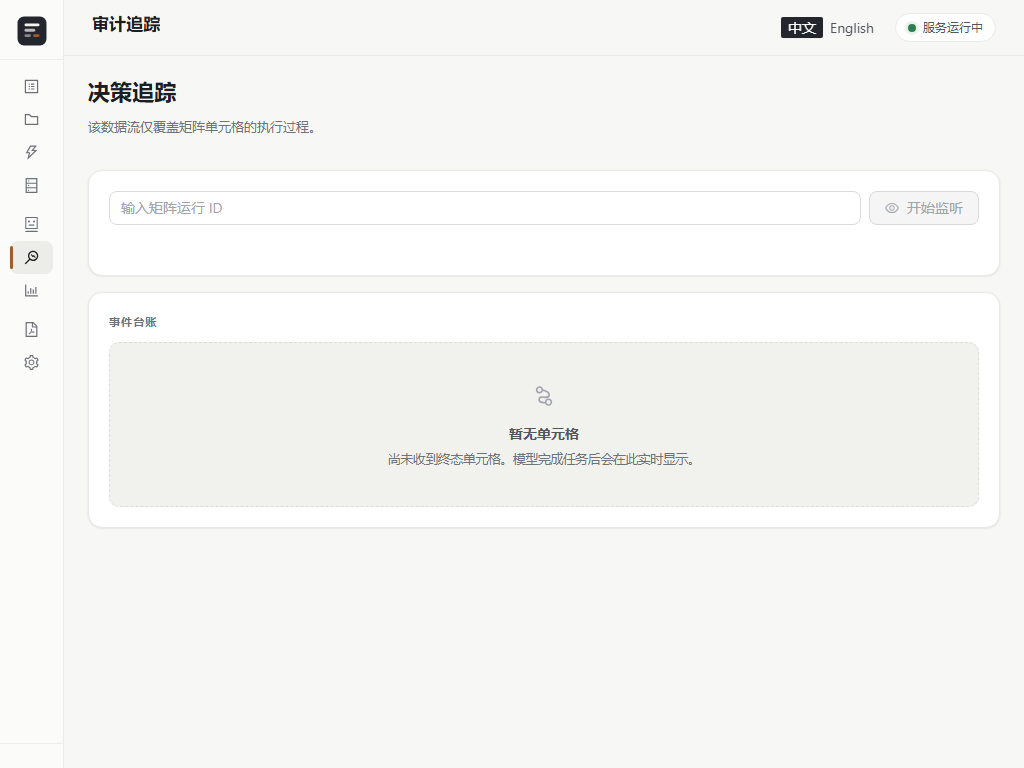 审计追踪
中文 English 服务运行中
决策追踪
该数据流仅覆盖矩阵单元格的执行过程。
输入矩阵运行 ID 开始监听
事件台账
暂无单元格
尚未收到终态单元格。模型完成任务后会在此实时显示。